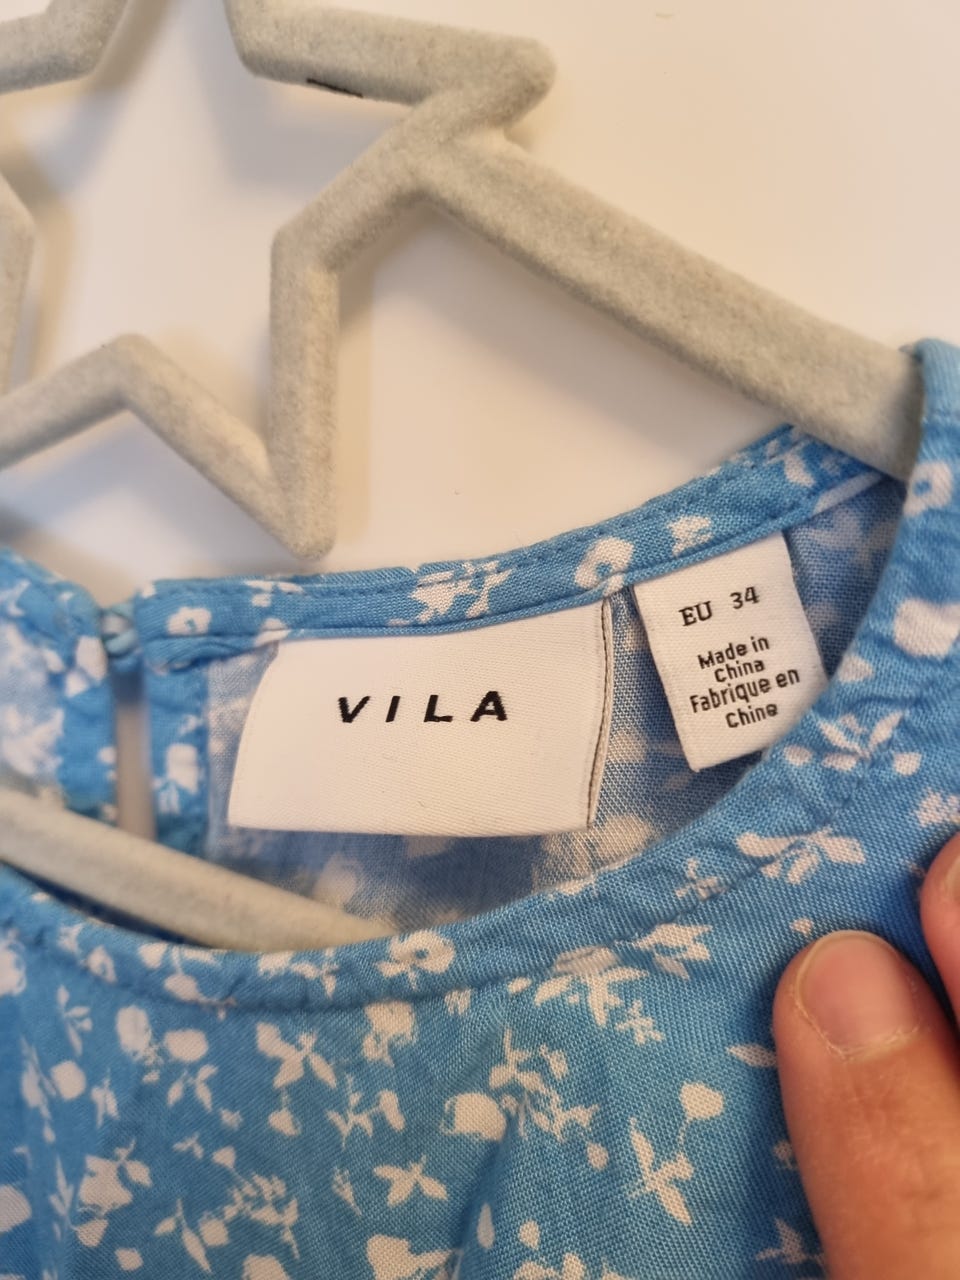 VILA
EU 34
Made in
China
Fabrique en
Chine